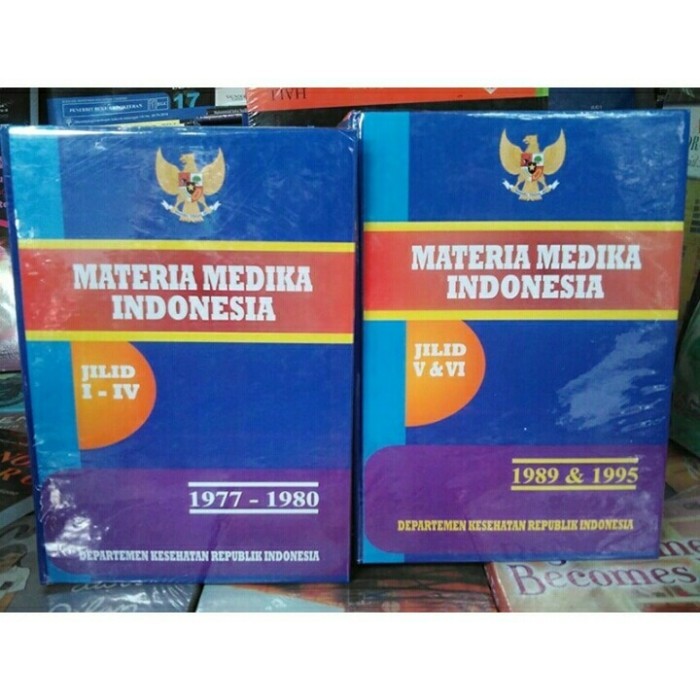 17
MATERIA MEDIKA
INDONESIA
JILID
I - IV
1977 - 1980
DEPARTEMEN KESEHATAN REPUBLIK INDONESIA
MATERIA MEDIKA
INDONESIA
JILID
V & VI
1989 & 1995
DEPARTEMEN KESEHATAN REPUBLIK INDONESIA
Becomes